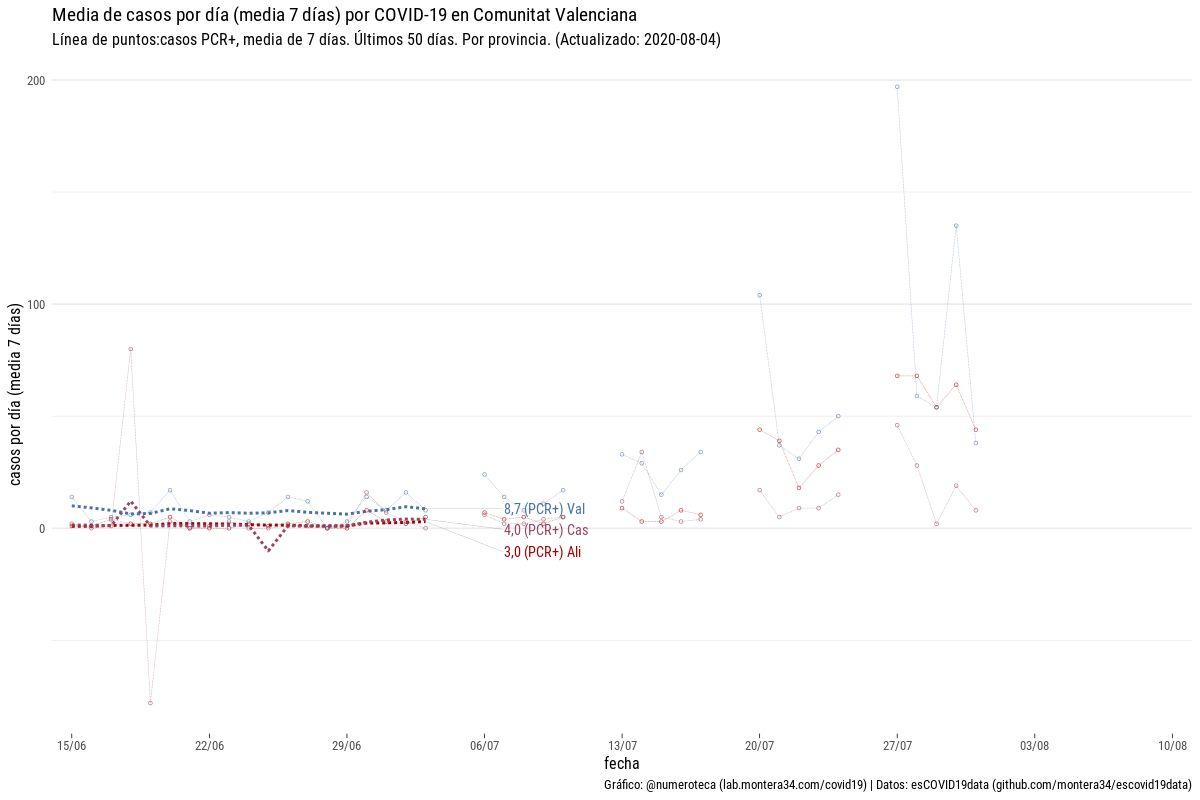 Media de casos por día (media 7 días) por COVID-19 en Comunitat Valenciana
Línea de puntos:casos PCR+, media de 7 días. Últimos 50 días. Por provincia. (Actualizado: 2020-08-04)
casos por día (media 7 días)
200
100
0
8,7 (PCR+) Val
4,0 (PCR+) Cas
3,0 (PCR+) Ali
15/06
22/06
29/06
06/07
13/07
20/07
27/07
03/08
10/08
fecha
Gráfico: @numeroteca (lab.montera34.com/covid19) | Datos: esCOVID19data (github.com/montera34/escovid19data)